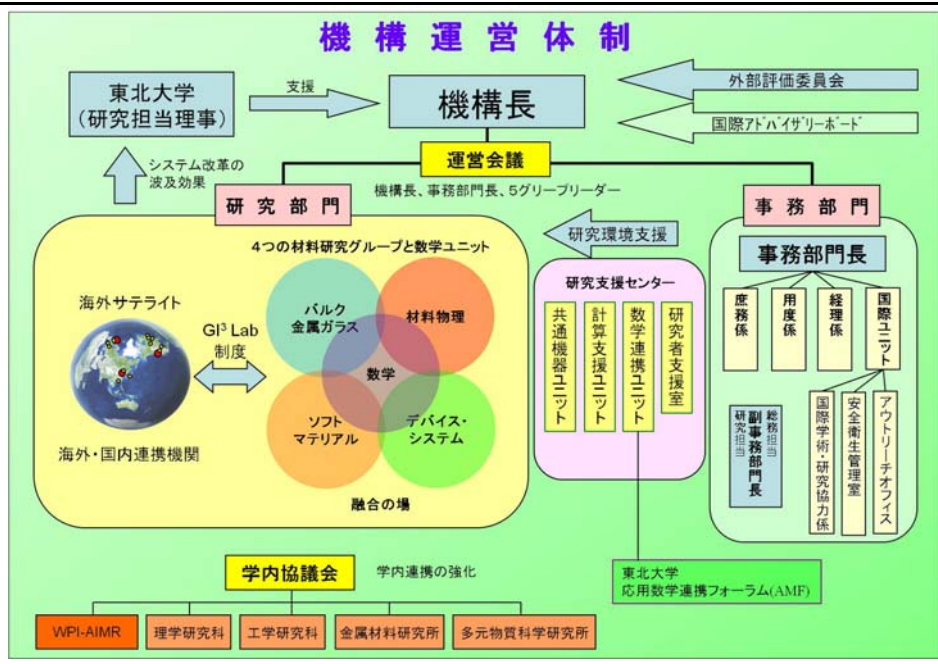 機構運営体制
東北大学
(研究担当理事)
支援
機構長
外部評価委員会
国際アドバイザリーボード
システム改革の
波及効果
運営会議
機構長、事務部門長、5グリープリーダー
研究部門
事務部門
4つの材料研究グループと数学ユニット
海外サテライト
GI³ Lab
制度
海外・国内連携機関
バルク
金属ガラス
材料物理
数学
ソフト
マテリアル
デバイス・
システム
融合の場
研究環境支援
研究支援センター
共通機器ユニット
計算支援ユニット
数学連携ユニット
研究者支援室
事務部門長
庶務係
用度係
経理係
国際ユニット
総務担当
副事務部門長
研究担当
国際学術・研究協力係
安全衛生管理室
アウトリーチオフィス
学内協議会
学内連携の強化
東北大学
応用数学連携フォーラム(AMF)
WPI-AIMR
理学研究科
工学研究科
金属材料研究所
多元物質科学研究所